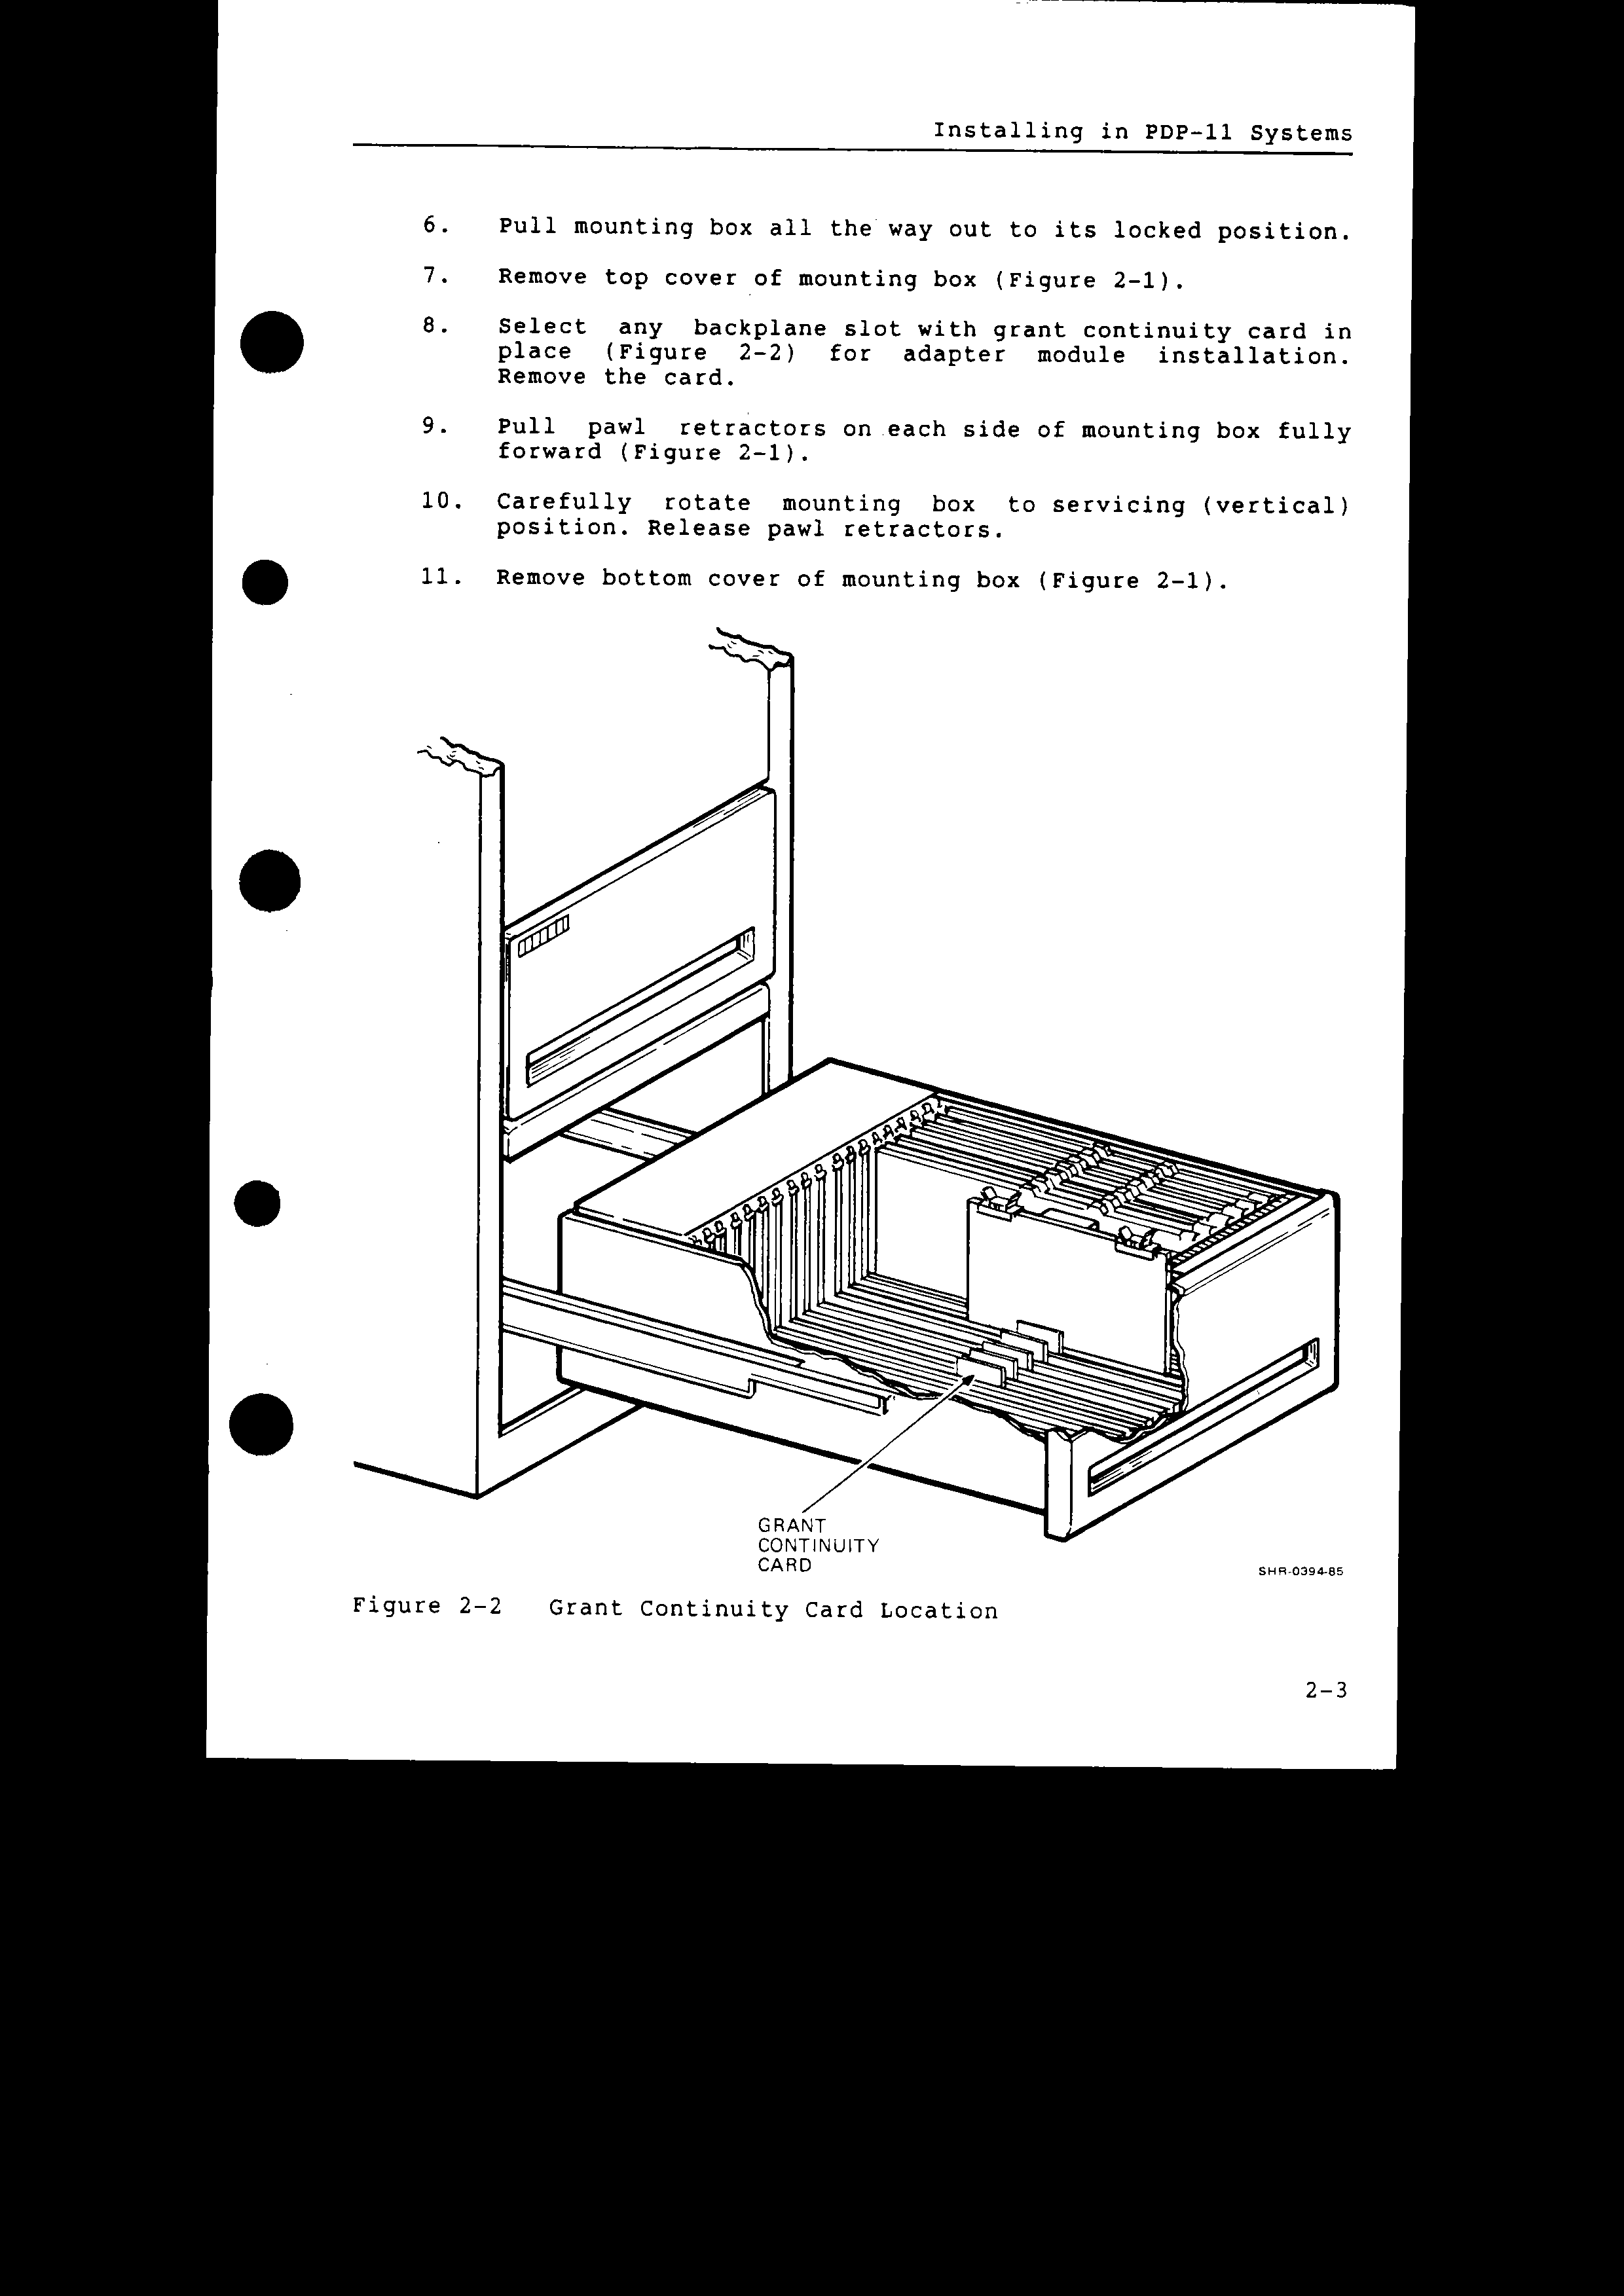 Installing in PDP-11 Systems
6. Pull mounting box all the way out to its locked position.
7. Remove top cover of mounting box (Figure 2-1).
8. Select any backplane slot with grant continuity card in
place (Figure 2-2) for adapter module installation.
Remove the card.
9. Pull pawl retractors on each side of mounting box fully
forward (Figure 2-1).
10. Carefully rotate mounting box to servicing (vertical)
position. Release pawl retractors.
11. Remove bottom cover of mounting box (Figure 2-1).
GRANT
CONTINUITY
CARD
SHR-0394-85
Figure 2-2 Grant Continuity Card Location
2-3